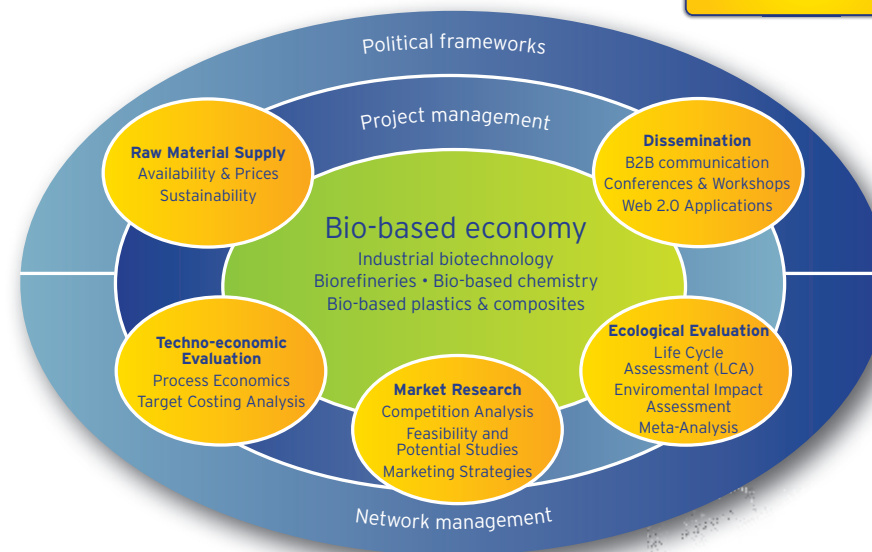 Political frameworks
Project management
Raw Material Supply
Availability & Prices
Sustainability
Dissemination
B2B communication
Conferences & Workshops
Web 2.0 Applications
Bio-based economy
Industrial biotechnology
Biorefineries • Bio-based chemistry
Bio-based plastics & composites
Techno-economic
Evaluation
Process Economics
Target Costing Analysis
Market Research
Competition Analysis
Feasibility and
Potential Studies
Marketing Strategies
Ecological Evaluation
Life Cycle
Assessment (LCA)
Enviromental Impact
Assessment
Meta-Analysis
Network management